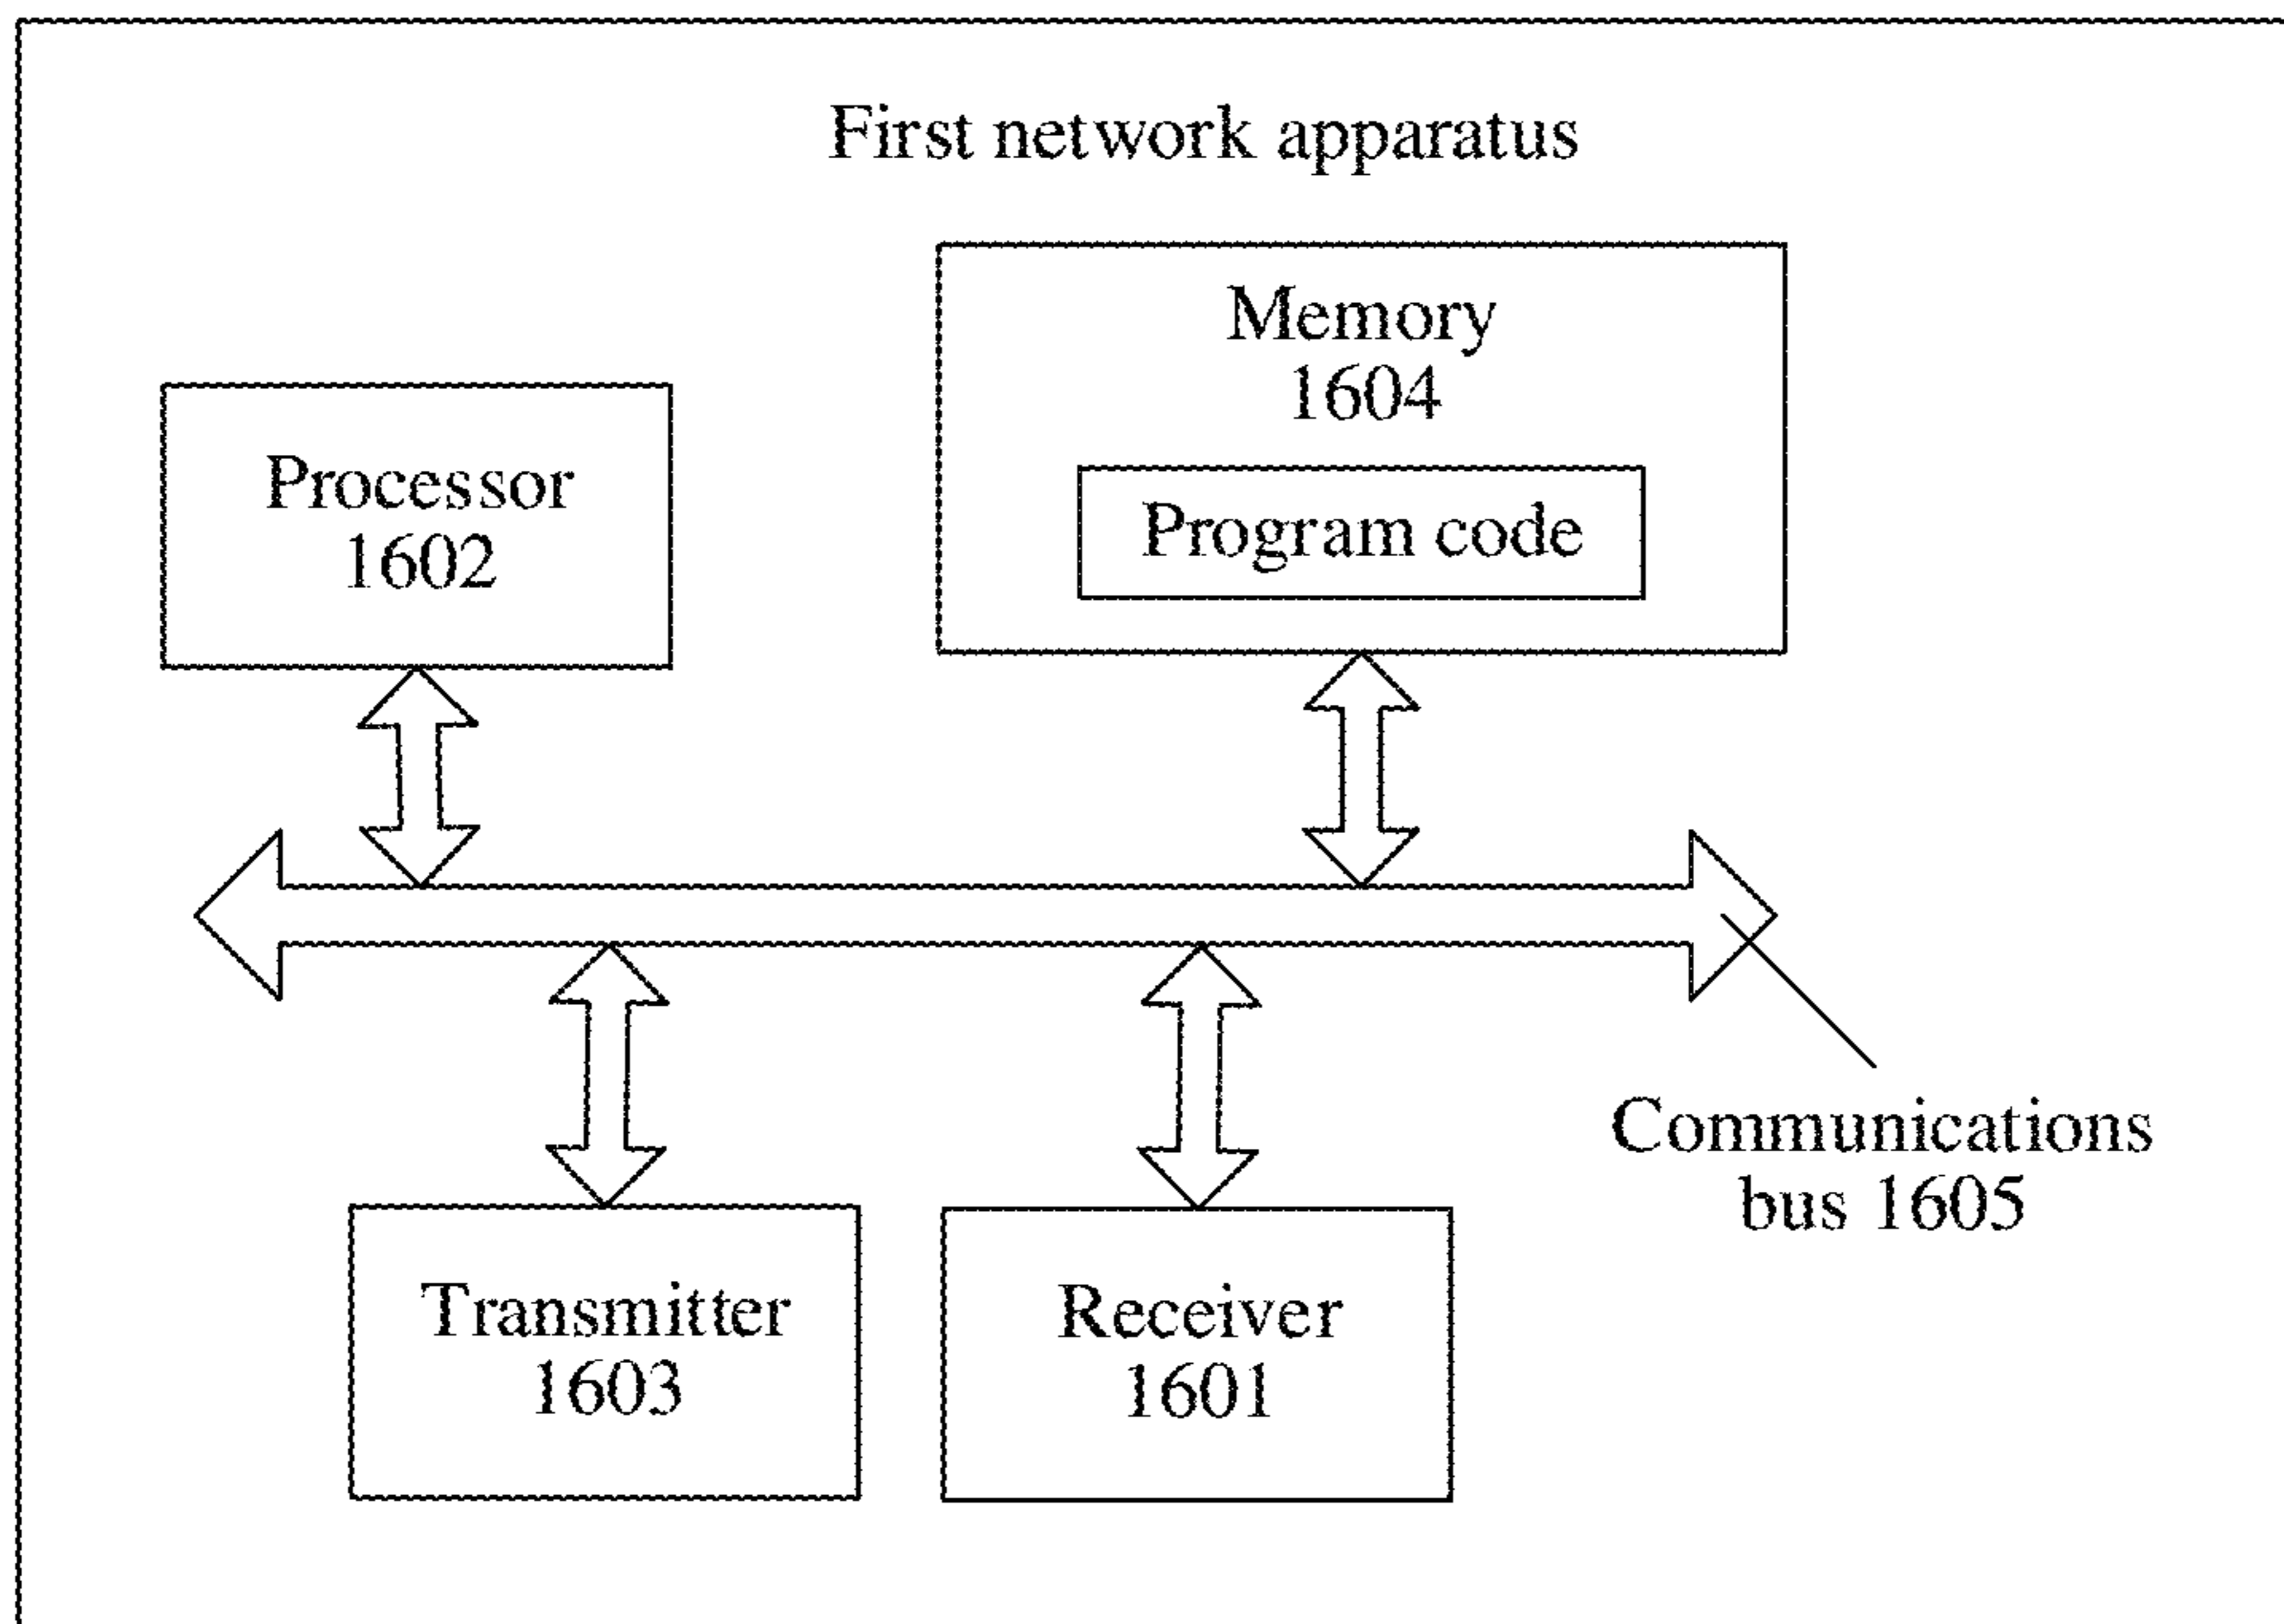 First network apparatus
Memory
1604
Program code
Processor
1602
Communications
bus 1605
Transmitter
1603
Receiver
1601